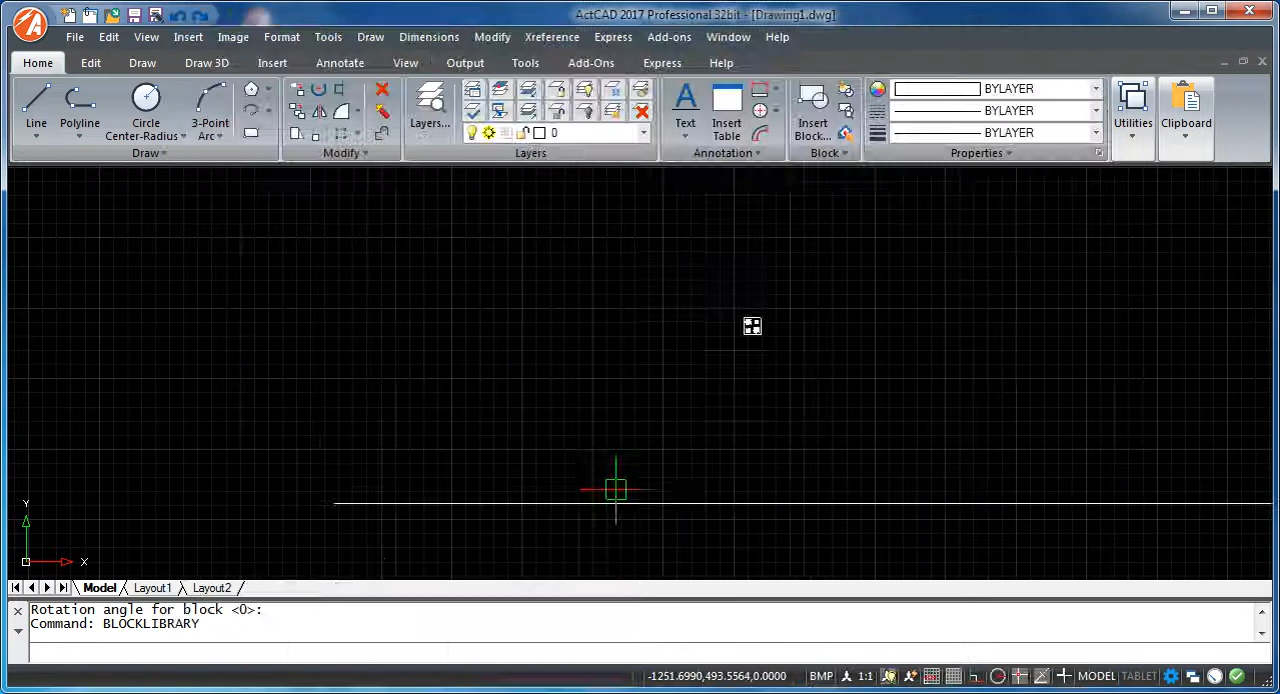 ActCAD 2017 Professional 32bit - [Drawing1.dwg]
File Edit View Insert Image Format Tools Draw Dimensions Modify Xreference Express Add-ons Window Help
Home Edit Draw Draw 3D Insert Annotate View Output Tools Add-Ons Express Help
Line Polyline Circle Center-Radius 3-Point Arc
Layers...
0
A
Text Insert Table
Insert Block...
BYLAYER
BYLAYER
BYLAYER
Utilities Clipboard
Draw Modify Layers Annotation Block Properties
Y
X
Model Layout1 Layout2
Rotation angle for block <0>:
Command: BLOCKLIBRARY
-1251.6990,493.5564,0.0000 BMP 1:1 MODEL TABLET